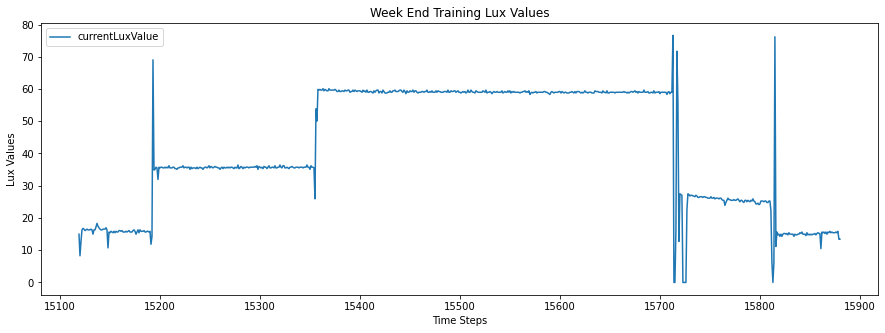 Week End Training Lux Values
currentLuxValue
Lux Values
80
70
60
50
40
30
20
10
0
15100 15200 15300 15400 15500 15600 15700 15800 15900
Time Steps